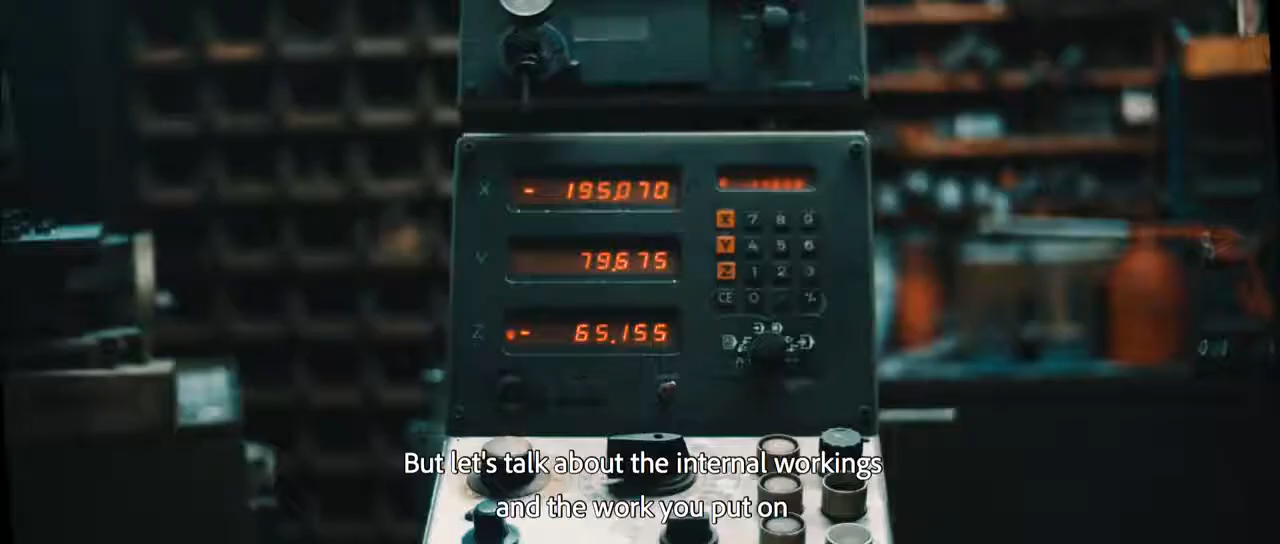 X - 195.070
Y 79.675
Z - 65.155
X 7 8 9
Y 4 5 6
Z 1 2 3
CE 0 %
But let's talk about the internal workings
and the work you put on